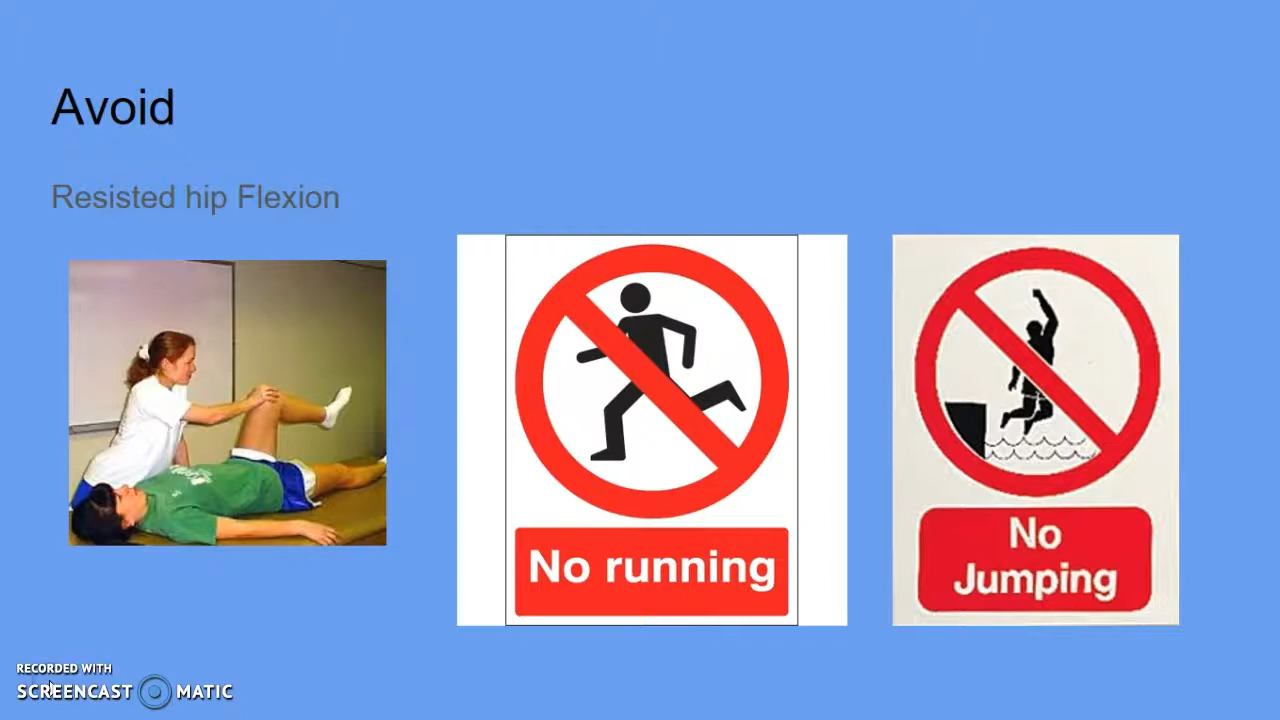 Avoid
Resisted hip Flexion
No running
No
Jumping
RECORDED WITH
SCREENCAST MATIC